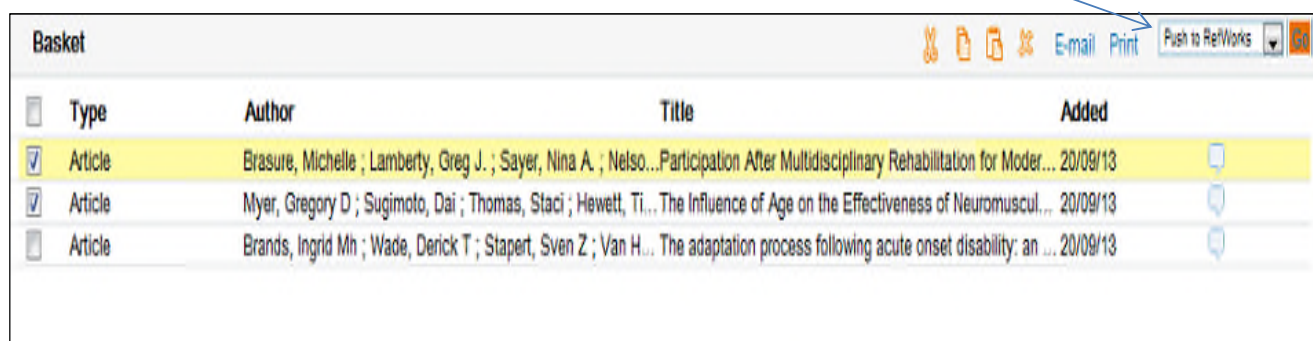 Basket E-mail Print Push to RefWorks Go
Type Author Title Added
Article Brasure, Michelle ; Lamberty, Greg J. ; Sayer, Nina A. ; Nelso... Participation After Multidisciplinary Rehabilitation for Moder... 20/09/13
Article Myer, Gregory D ; Sugimoto, Dai ; Thomas, Staci ; Hewett, Ti... The Influence of Age on the Effectiveness of Neuromuscul... 20/09/13
Article Brands, Ingrid Mh ; Wade, Derick T ; Stapert, Sven Z ; Van H... The adaptation process following acute onset disability: an ... 20/09/13